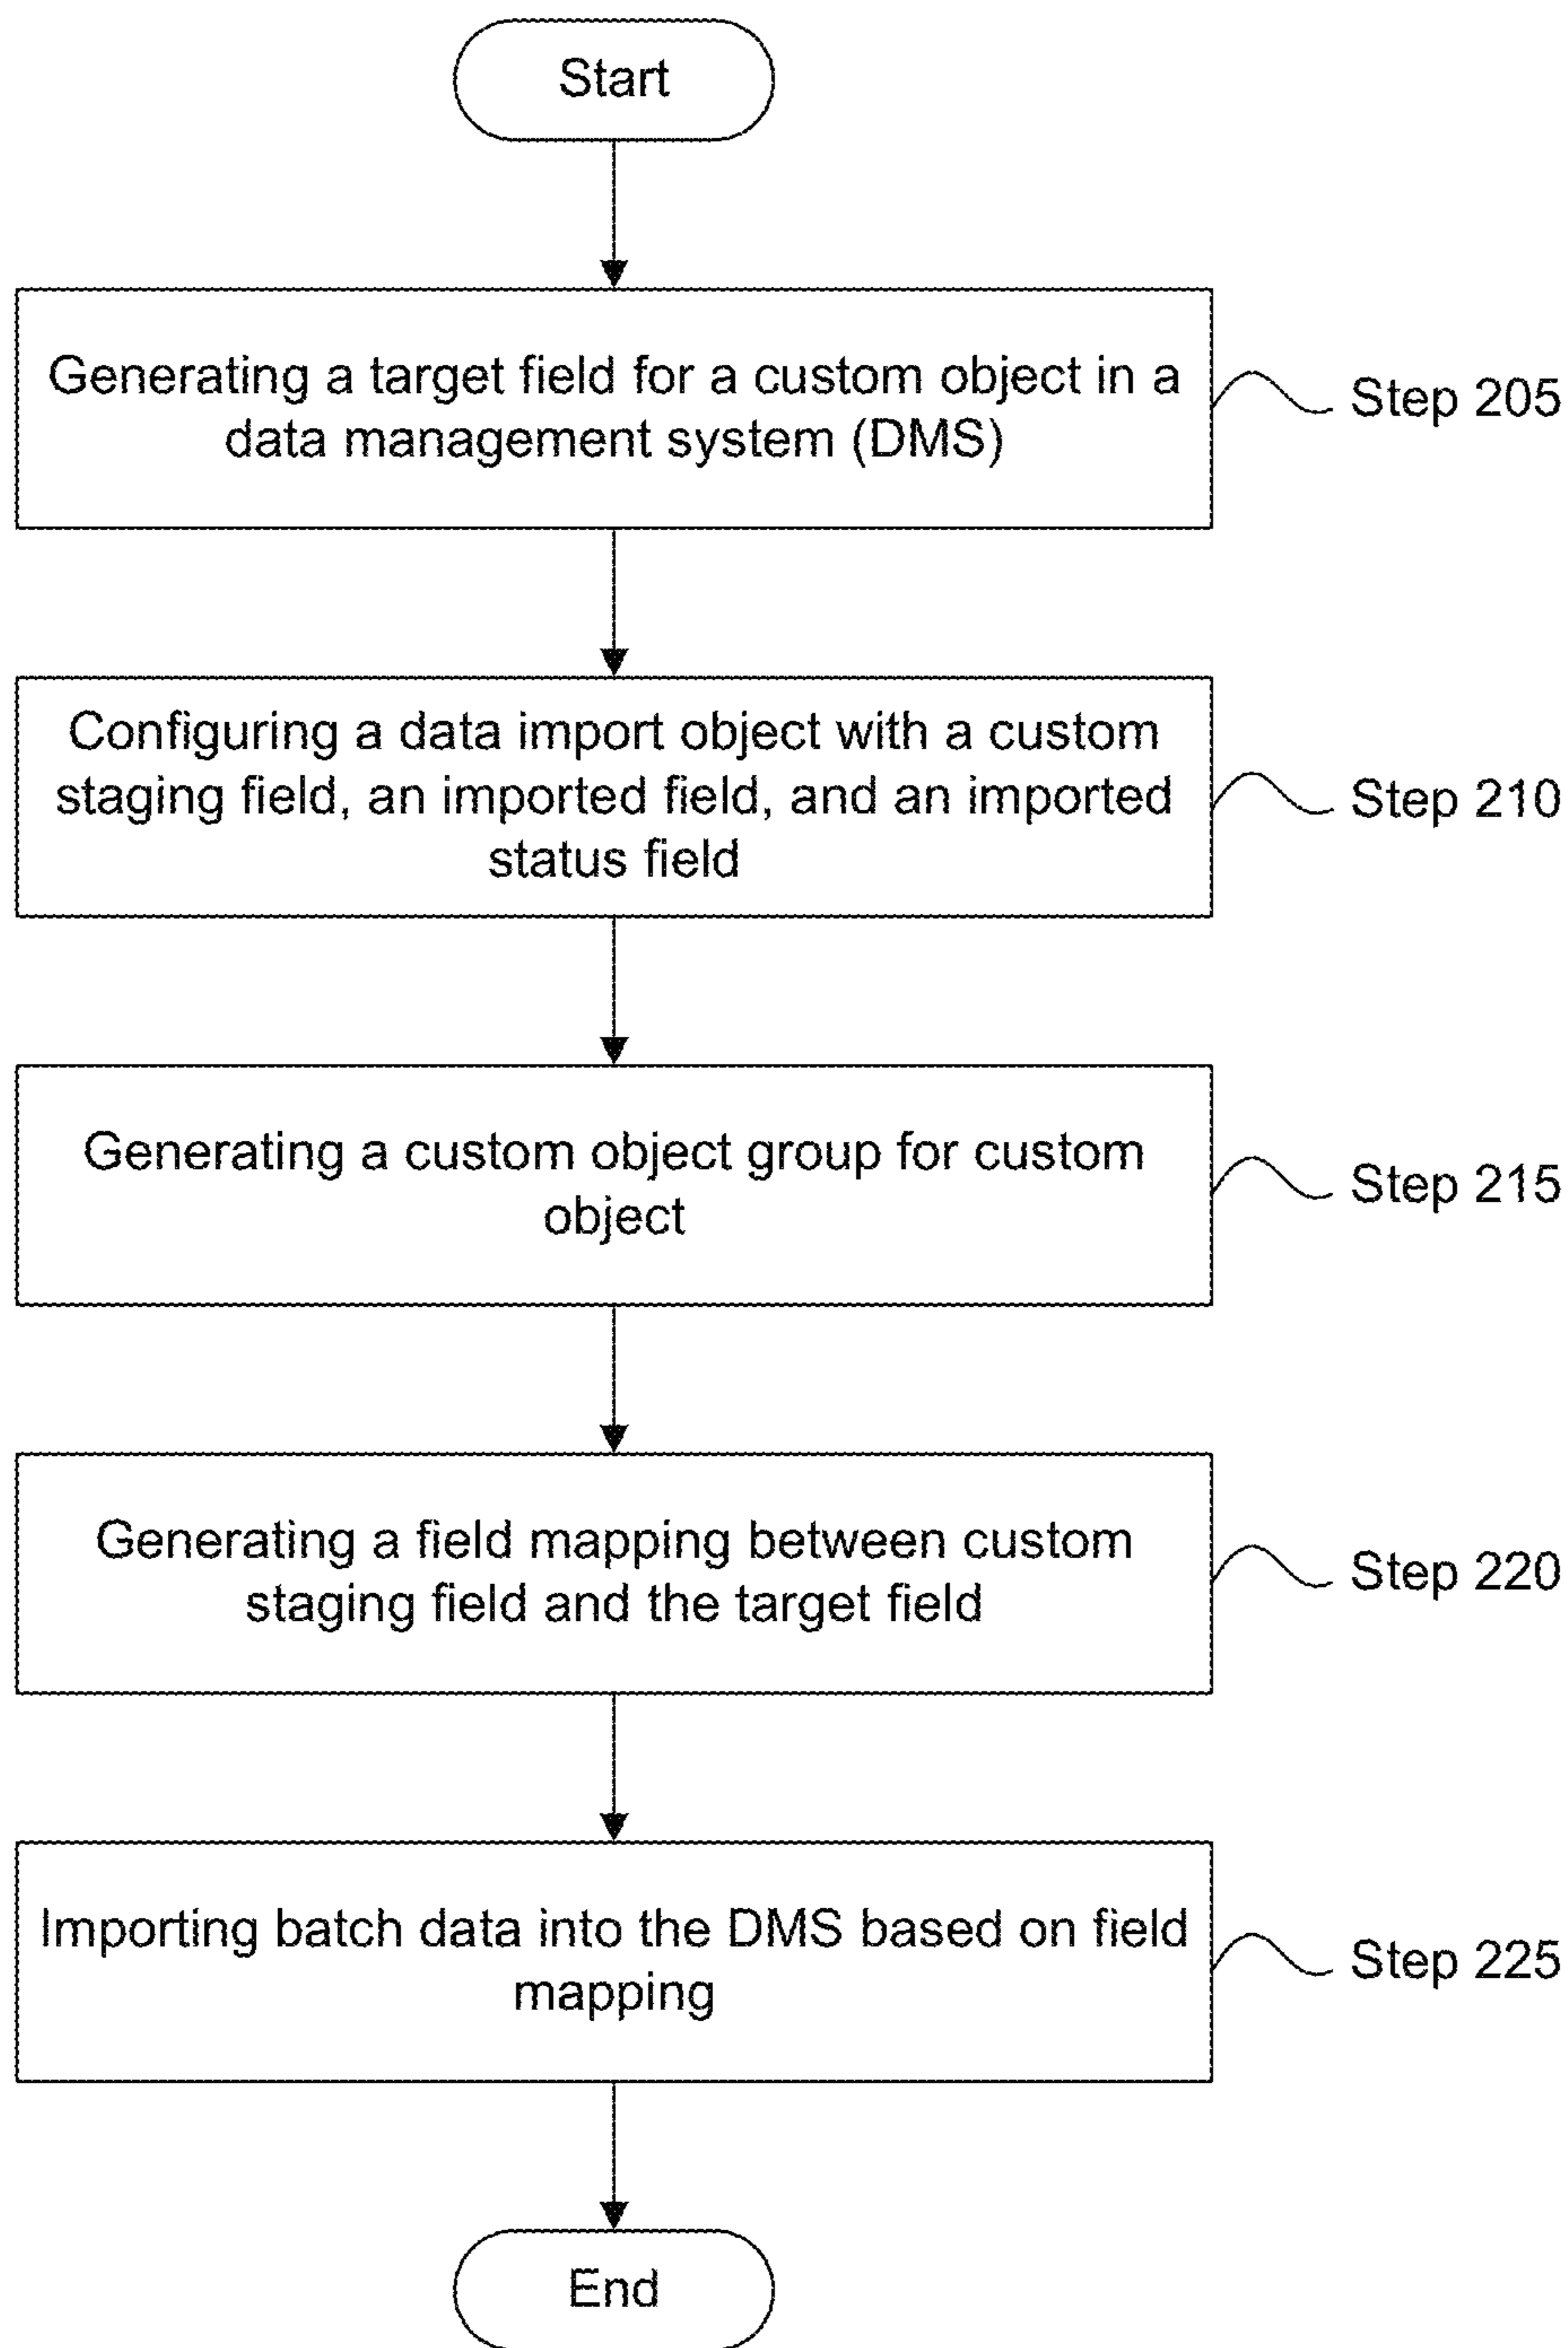 Start
Generating a target field for a custom object in a
data management system (DMS)
Step 205
Configuring a data import object with a custom
staging field, an imported field, and an imported
status field
Step 210
Generating a custom object group for custom
object
Step 215
Generating a field mapping between custom
staging field and the target field
Step 220
Importing batch data into the DMS based on field
mapping
Step 225
End